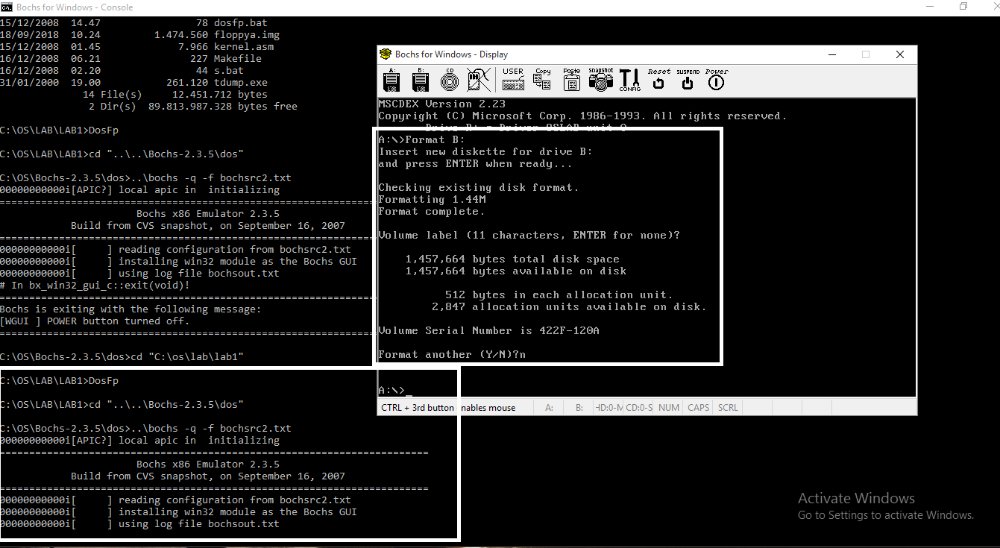 Bochs for Windows - Console
15/12/2008  14.47                78 dosfp.bat
18/09/2018  10.24         1.474.560 floppya.img
15/12/2008  01.45             7.966 kernel.asm
16/12/2008  06.21               227 Makefile
16/12/2008  02.20                44 s.bat
31/01/2000  19.00           261.120 tdump.exe
14 File(s)     12.451.712 bytes
2 Dir(s)  89.813.987.328 bytes free
C:\OS\LAB\LAB1>DosFp
C:\OS\LAB\LAB1>cd "..\..\Bochs-2.3.5\dos"
C:\OS\Bochs-2.3.5\dos>..\bochs -q -f bochsrc2.txt
00000000000i[APIC?] local apic in  initializing
========================================================================
Bochs x86 Emulator 2.3.5
Build from CVS snapshot, on September 16, 2007
========================================================================
00000000000i[     ] reading configuration from bochsrc2.txt
00000000000i[     ] installing win32 module as the Bochs GUI
00000000000i[     ] using log file bochsout.txt
# In bx_win32_gui_c::exit(void)!
========================================================================
Bochs is exiting with the following message:
[WGUI ] POWER button turned off.
========================================================================
C:\OS\Bochs-2.3.5\dos>cd "C:\os\lab\lab1"
C:\OS\LAB\LAB1>DosFp
C:\OS\LAB\LAB1>cd "..\..\Bochs-2.3.5\dos"
C:\OS\Bochs-2.3.5\dos>..\bochs -q -f bochsrc2.txt
00000000000i[APIC?] local apic in  initializing
========================================================================
Bochs x86 Emulator 2.3.5
Build from CVS snapshot, on September 16, 2007
========================================================================
00000000000i[     ] reading configuration from bochsrc2.txt
00000000000i[     ] installing win32 module as the Bochs GUI
00000000000i[     ] using log file bochsout.txt
Bochs for Windows - Display
A: B: CD USER Copy Paste snapshot CONFIG Reset SUSPEND Power
MSCDEX Version 2.23
Copyright (C) Microsoft Corp. 1986-1993. All rights reserved.
A:\>Format B:
Insert new diskette for drive B:
and press ENTER when ready...
Checking existing disk format.
Formatting 1.44M
Format complete.
Volume label (11 characters, ENTER for none)?
1,457,664 bytes total disk space
1,457,664 bytes available on disk
512 bytes in each allocation unit.
2,847 allocation units available on disk.
Volume Serial Number is 422F-120A
Format another (Y/N)?n
A:\>_
CTRL + 3rd button enables mouse A: B: HD:0-M CD:0-S NUM CAPS SCRL
Activate Windows
Go to Settings to activate Windows.